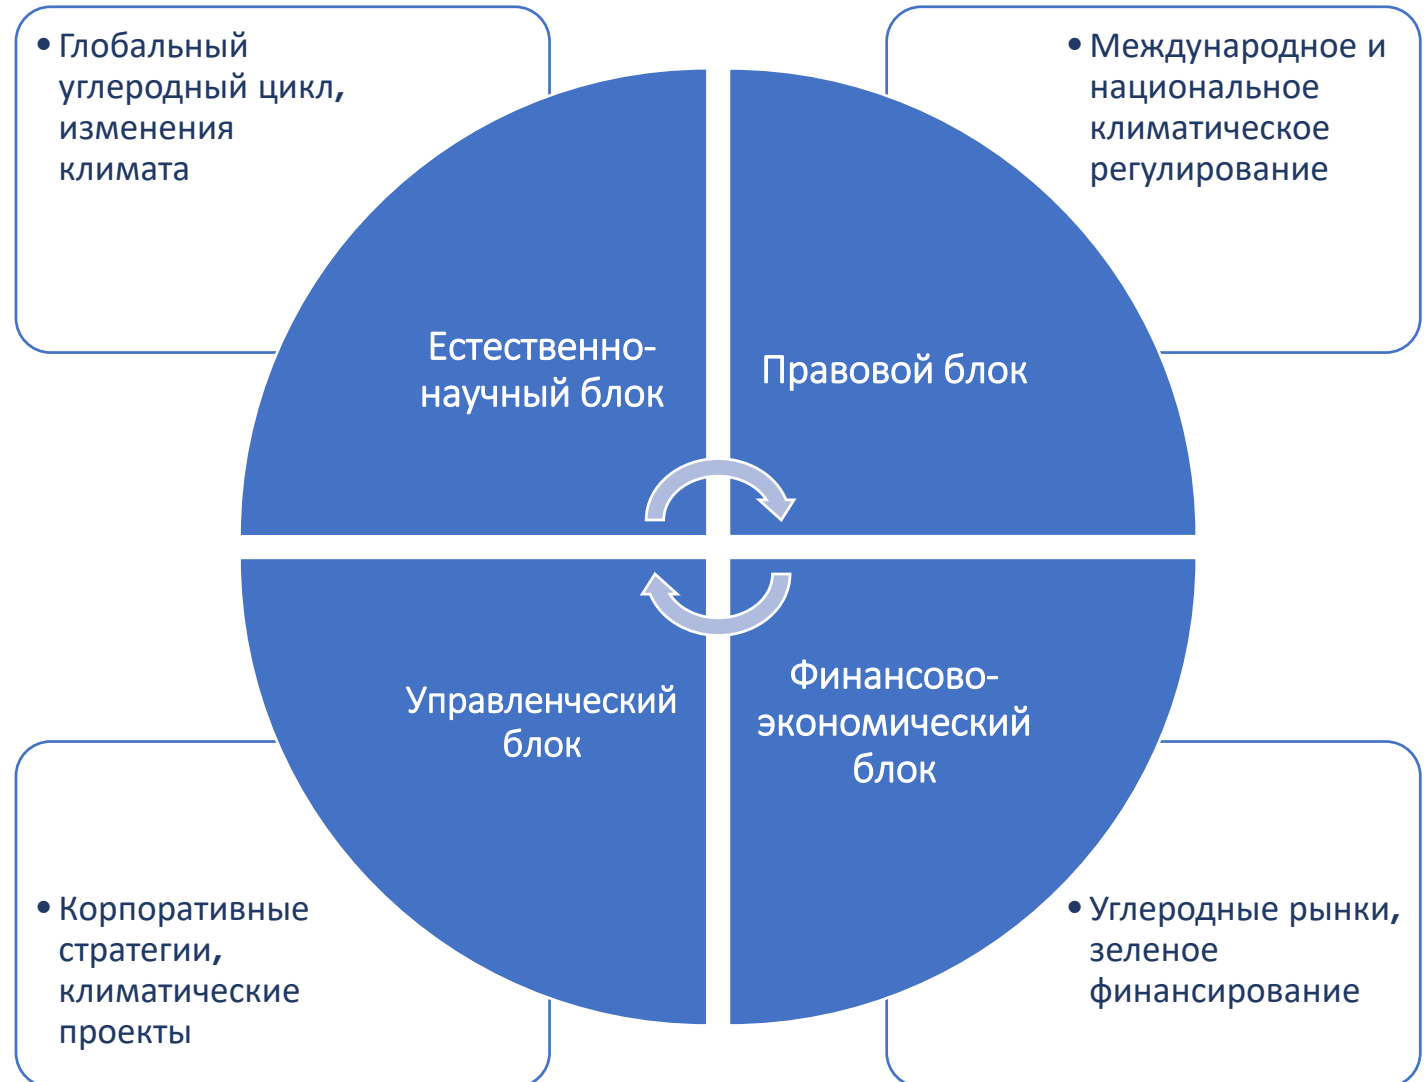 • Глобальный
углеродный цикл,
изменения
климата
• Международное и
национальное
климатическое
регулирование
Естественно-
научный блок
Правовой блок
Управленческий
блок
Финансово-
экономический
блок
• Корпоративные
стратегии,
климатические
проекты
• Углеродные рынки,
зеленое
финансирование